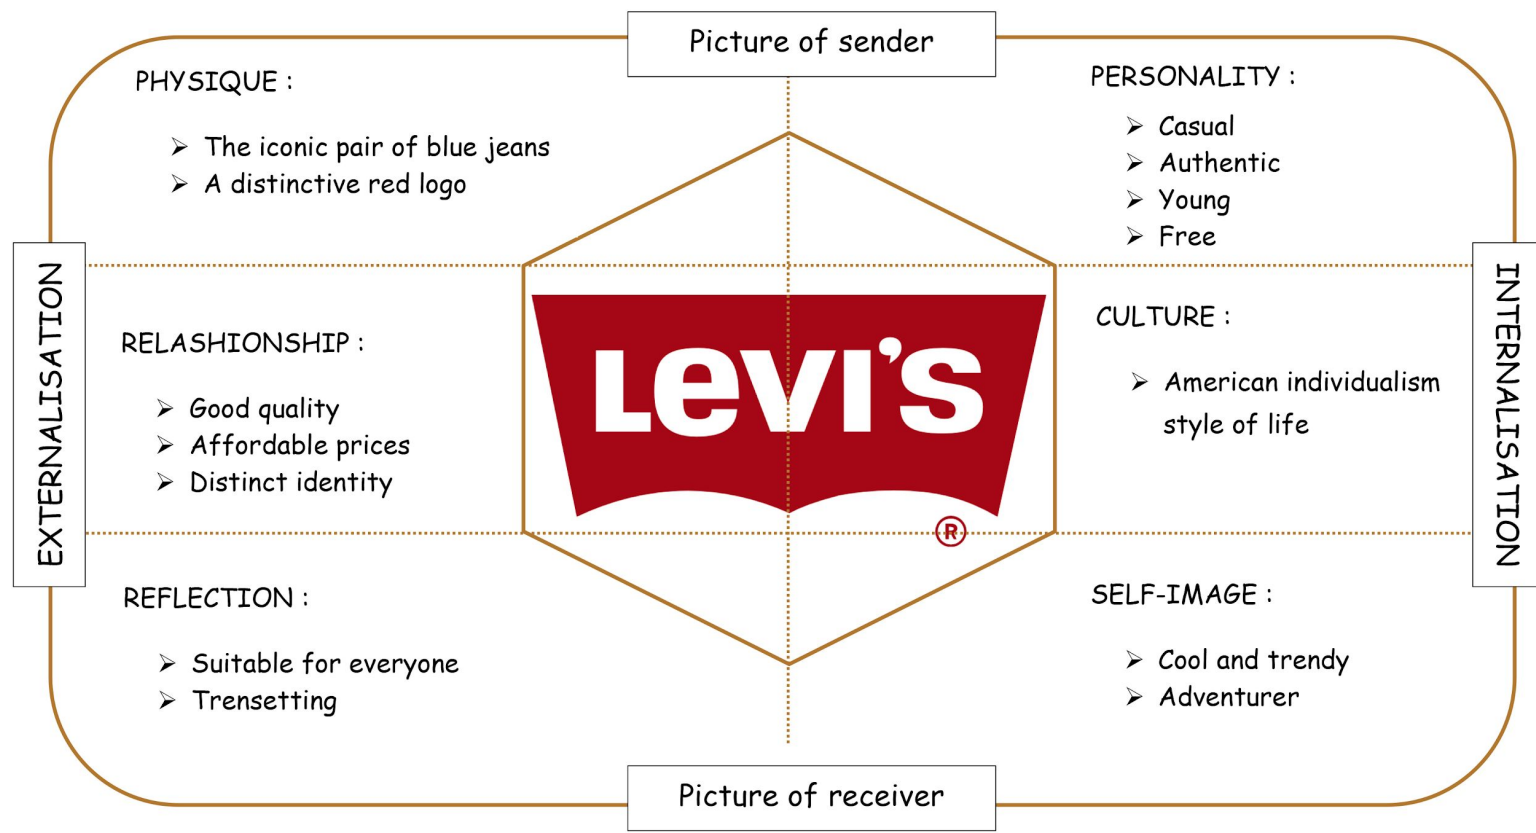 Picture of sender
PHYSIQUE :
➢ The iconic pair of blue jeans
➢ A distinctive red logo
PERSONALITY :
➢ Casual
➢ Authentic
➢ Young
➢ Free
EXTERNALISATION
RELASHIONSHIP :
➢ Good quality
➢ Affordable prices
➢ Distinct identity
LEVI'S
®
CULTURE :
➢ American individualism
style of life
INTERNALISATION
REFLECTION :
➢ Suitable for everyone
➢ Trensetting
SELF-IMAGE :
➢ Cool and trendy
➢ Adventurer
Picture of receiver